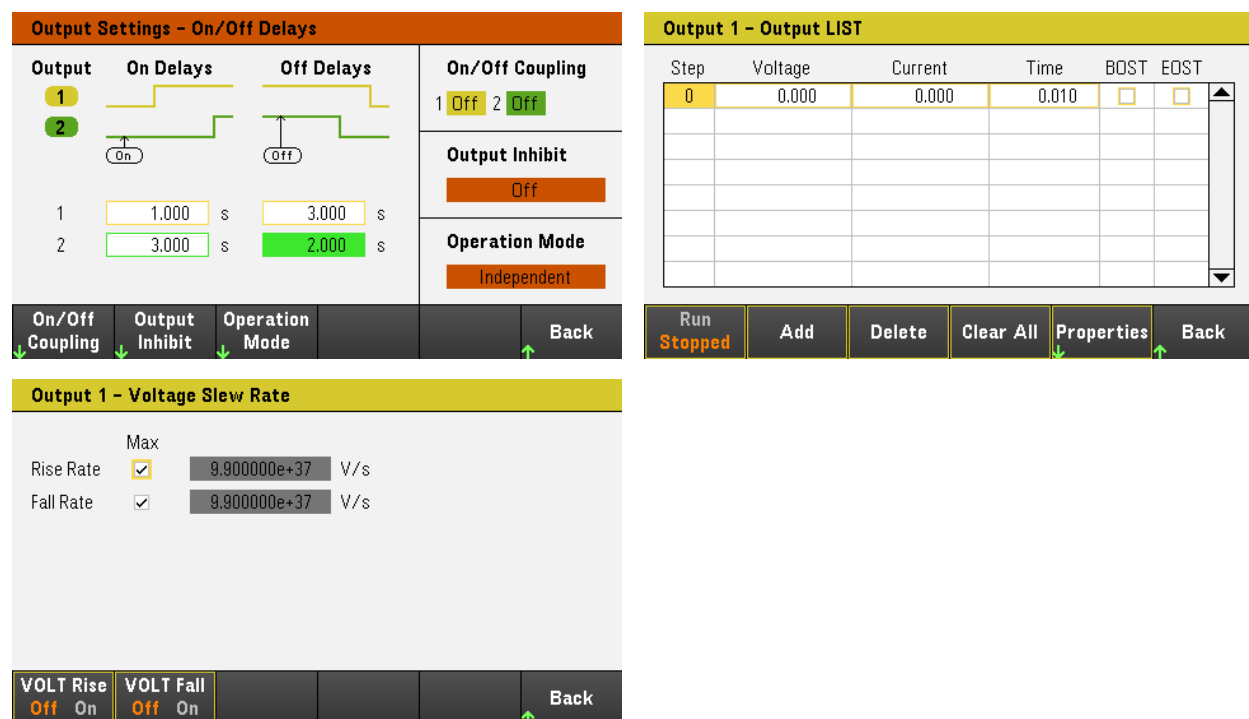 Output Settings – On/Off Delays
Output On Delays Off Delays
1
2
On Off
1 1.000 s 3.000 s
2 3.000 s 2.000 s
On/Off Coupling
1 Off 2 Off
Output Inhibit
Off
Operation Mode
Independent
On/Off Coupling
Output Inhibit
Operation Mode
Back
Output 1 – Output LIST
Step Voltage Current Time BOST EOST
0 0.000 0.000 0.010
Run Stopped
Add
Delete
Clear All
Properties
Back
Output 1 – Voltage Slew Rate
Max
Rise Rate 9.900000e+37 V/s
Fall Rate 9.900000e+37 V/s
VOLT Rise Off On
VOLT Fall Off On
Back